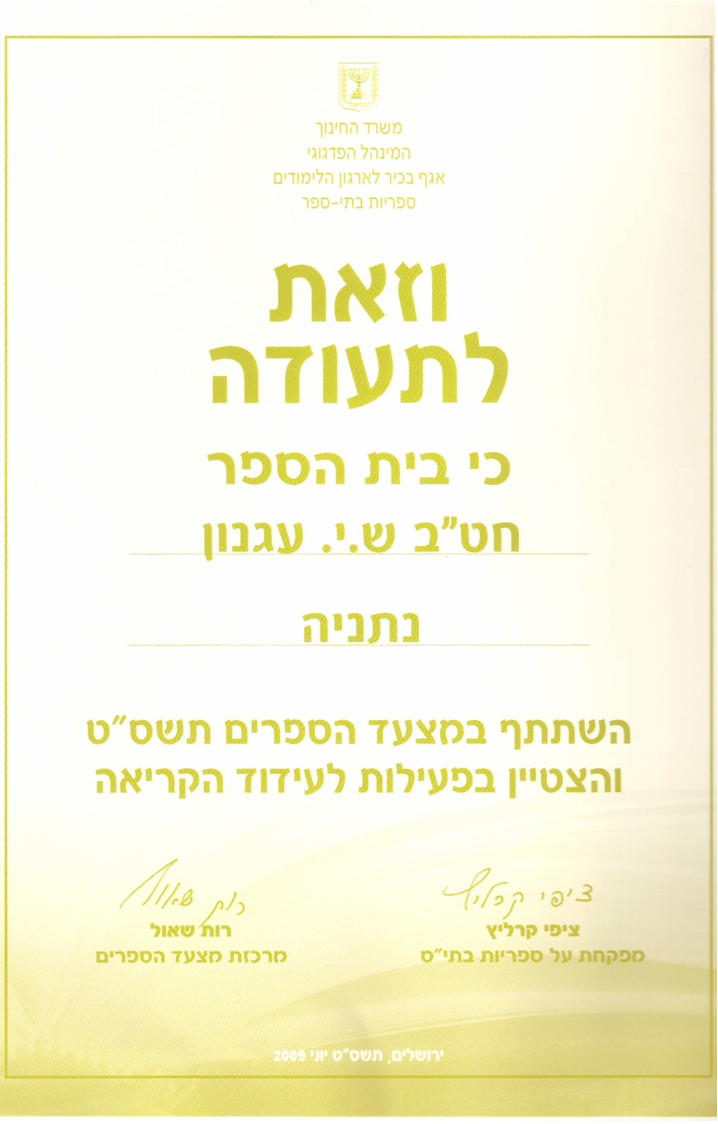 משרד החינוך
המינהל הפדגוגי
אגף בכיר לארגון הלימודים
ספריות בתי-ספר
וזאת
לתעודה
כי בית הספר
חט"ב ש.י. עגנון
נתניה
השתתף במצעד הספרים תשס"ט
והצטיין בפעילות לעידוד הקריאה
ציפי קרליץ
רות שאול
ציפי קרליץ
רות שאול
מפקחת על ספריות בתי"ס
מרכזת מצעד הספרים
ירושלים, תשס"ט יוני 2009